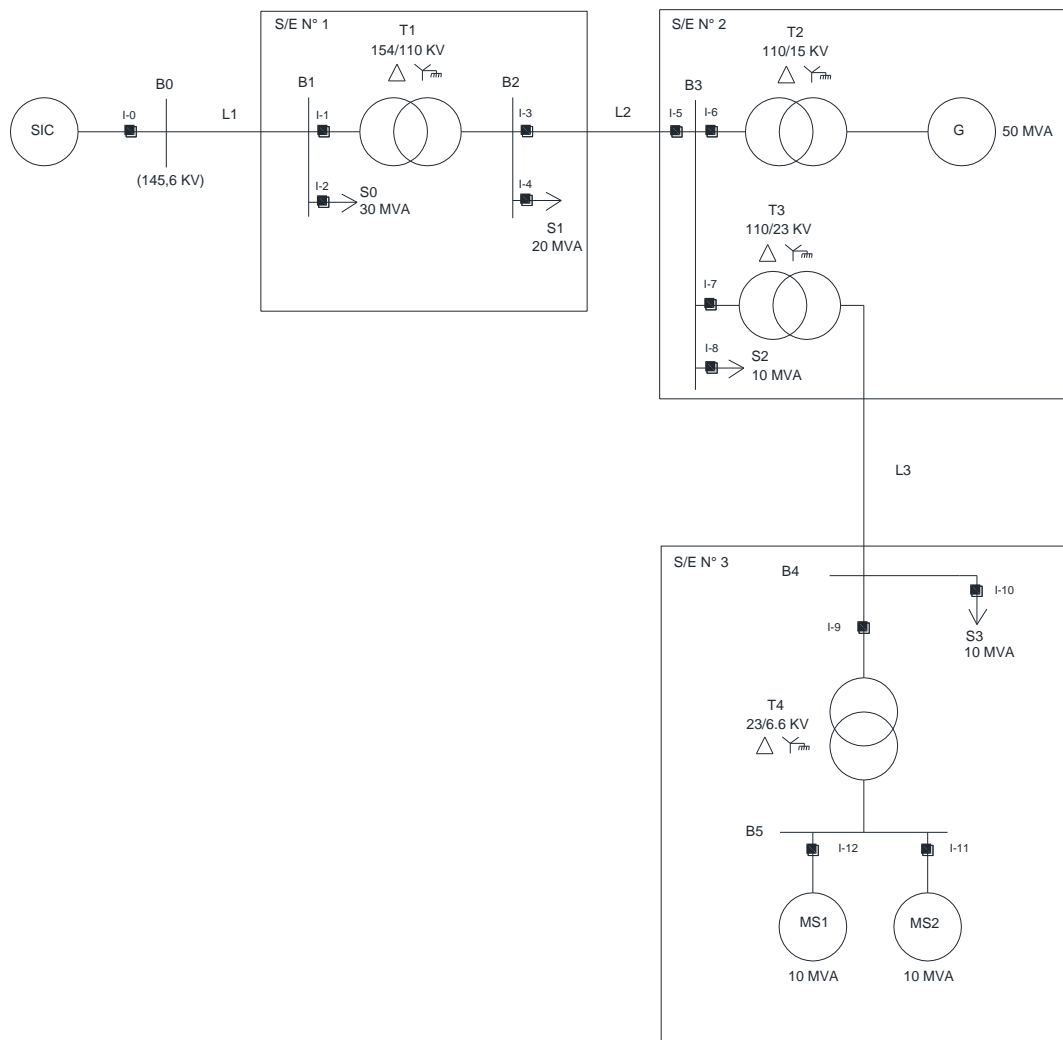 S/E N° 1
T1
154/110 KV
B0
B1
B2
I-0
L1
I-1
I-3
L2
SIC
(145,6 KV)
I-2
S0
30 MVA
I-4
S1
20 MVA
S/E N° 2
T2
110/15 KV
B3
I-5
I-6
G
50 MVA
T3
110/23 KV
I-7
I-8
S2
10 MVA
L3
S/E N° 3
B4
I-10
I-9
S3
10 MVA
T4
23/6.6 KV
B5
I-12
I-11
MS1
MS2
10 MVA
10 MVA